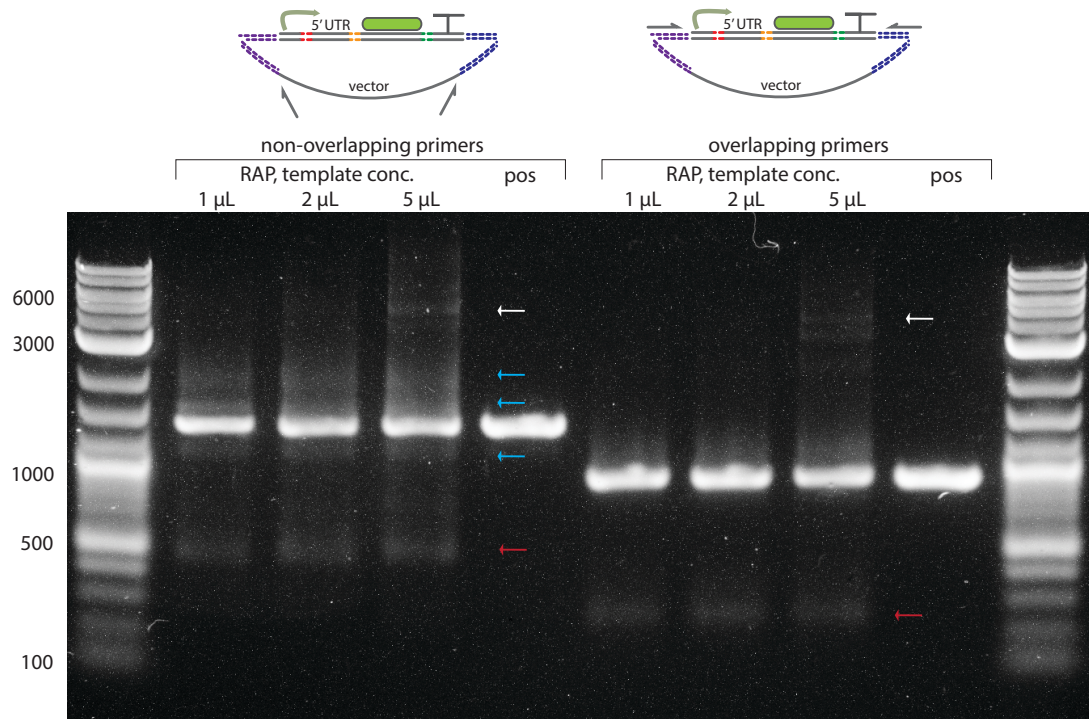 5′ UTR
vector
5′ UTR
vector
non-overlapping primers
overlapping primers
RAP, template conc.
pos
RAP, template conc.
pos
1 µL
2 µL
5 µL
1 µL
2 µL
5 µL
6000
3000
1000
500
100